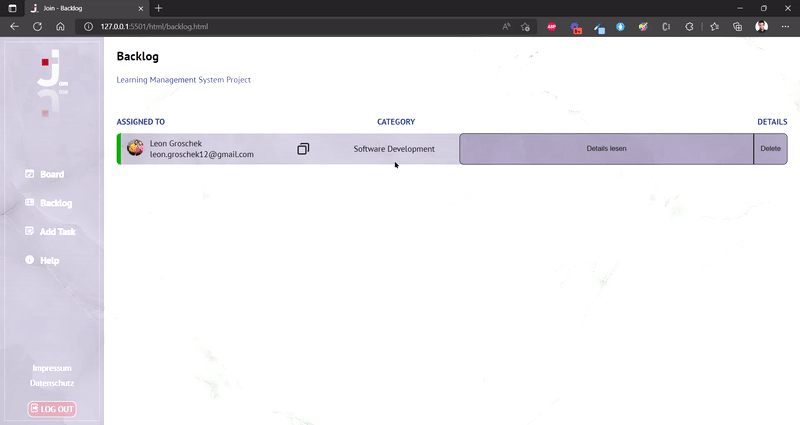 Join - Backlog
127.0.0.1:5501/html/backlog.html
Join
Board
Backlog
Add Task
Help
Impressum
Datenschutz
LOG OUT
Backlog
Learning Management System Project
ASSIGNED TO CATEGORY DETAILS
Leon Groschek
leon.groschek12@gmail.com
Software Development
Details lesen
Delete